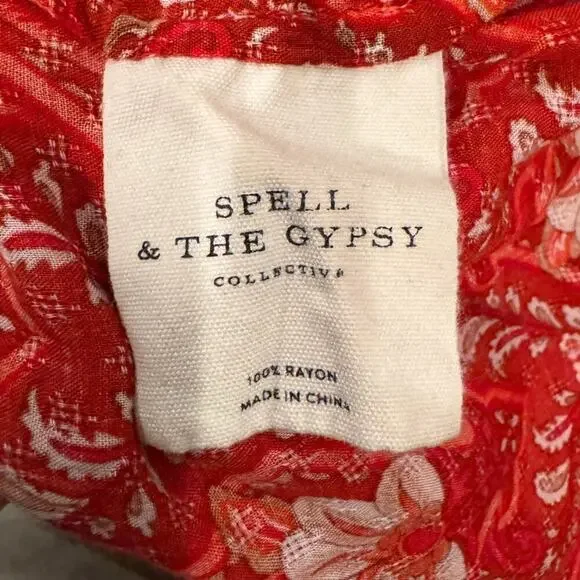 SPELL
& THE GYPSY
COLLECTIVE
100% RAYON
MADE IN CHINA